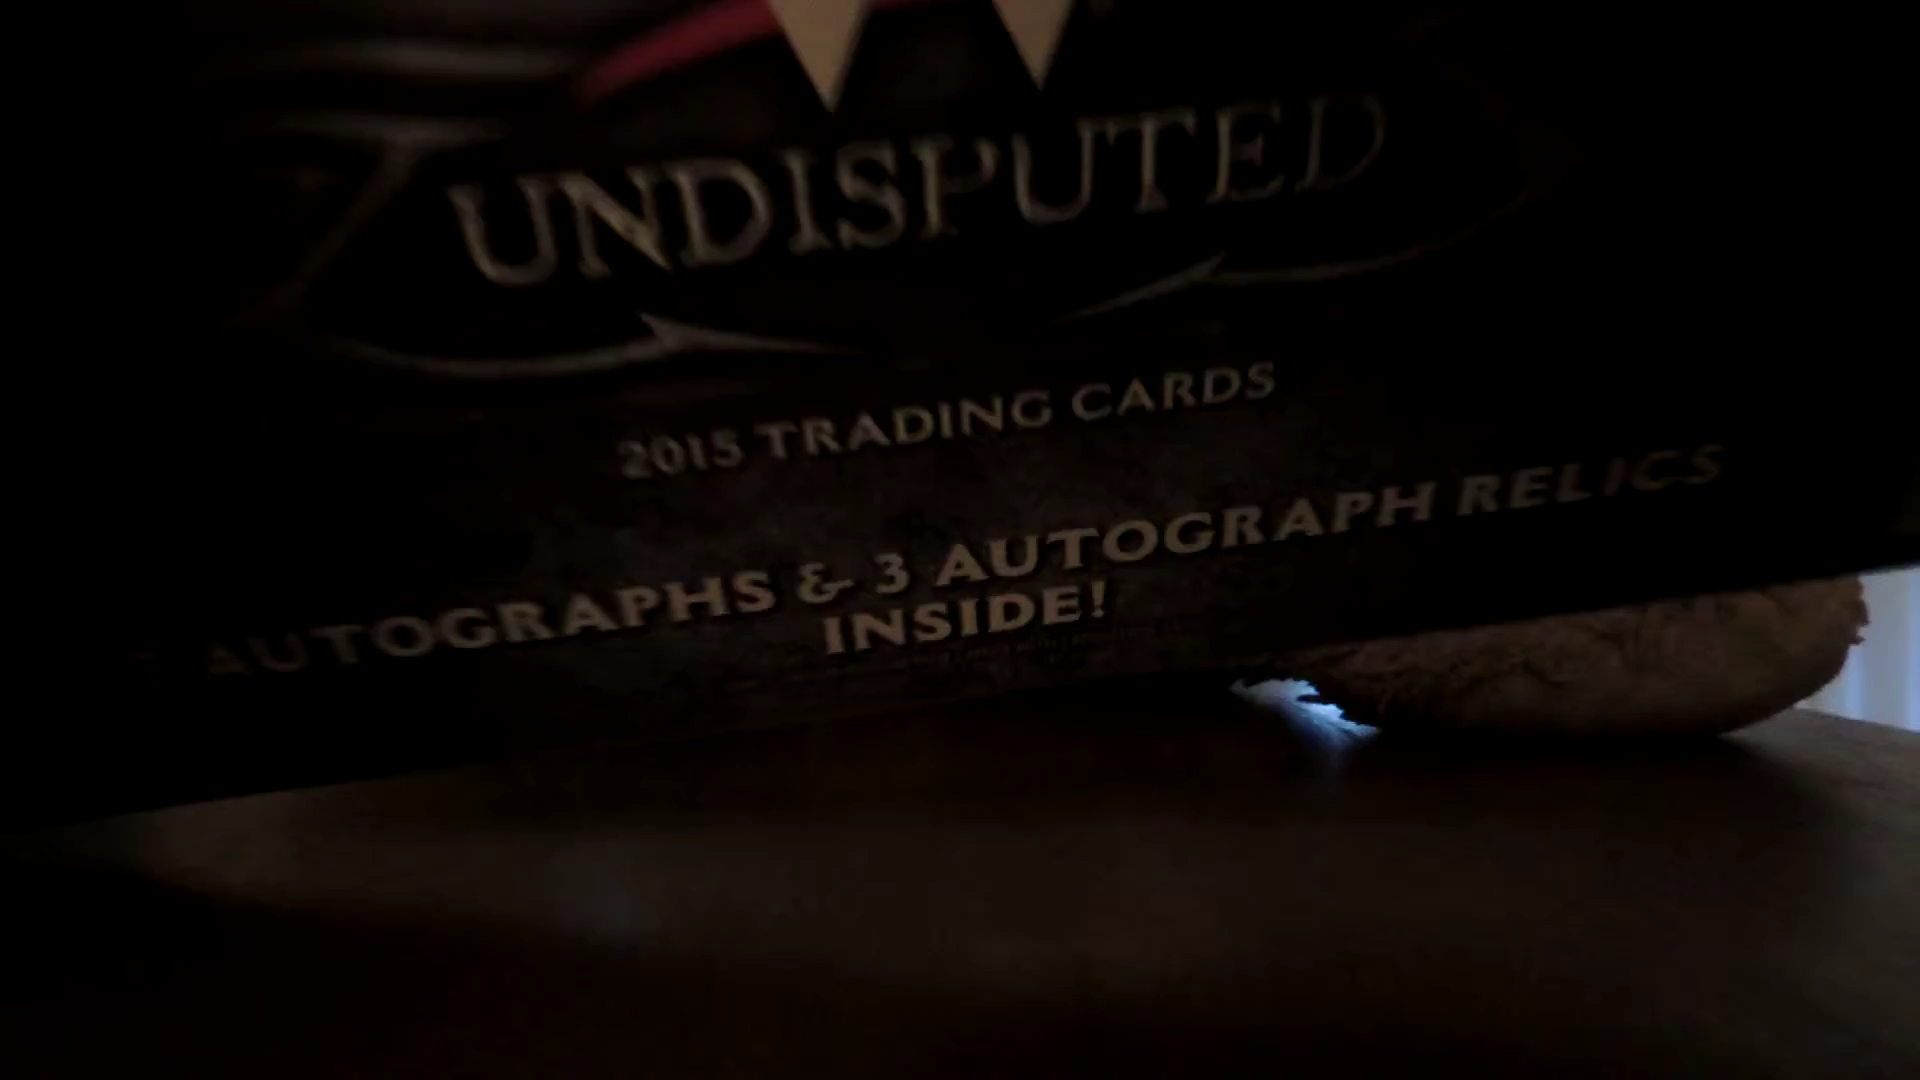 UNDISPUTED
2015 TRADING CARDS
AUTOGRAPHS & 3 AUTOGRAPH RELICS
INSIDE!